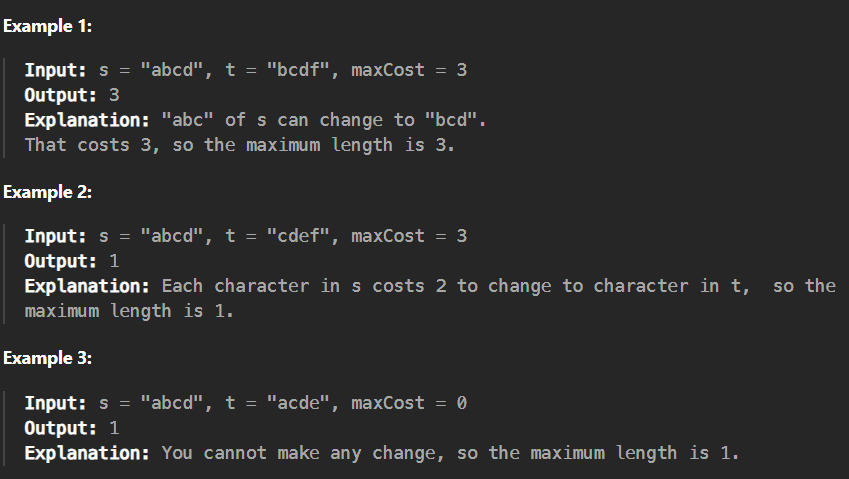 Example 1:
Input: s = "abcd", t = "bcdf", maxCost = 3
Output: 3
Explanation: "abc" of s can change to "bcd".
That costs 3, so the maximum length is 3.
Example 2:
Input: s = "abcd", t = "cdef", maxCost = 3
Output: 1
Explanation: Each character in s costs 2 to change to character in t,  so the
maximum length is 1.
Example 3:
Input: s = "abcd", t = "acde", maxCost = 0
Output: 1
Explanation: You cannot make any change, so the maximum length is 1.